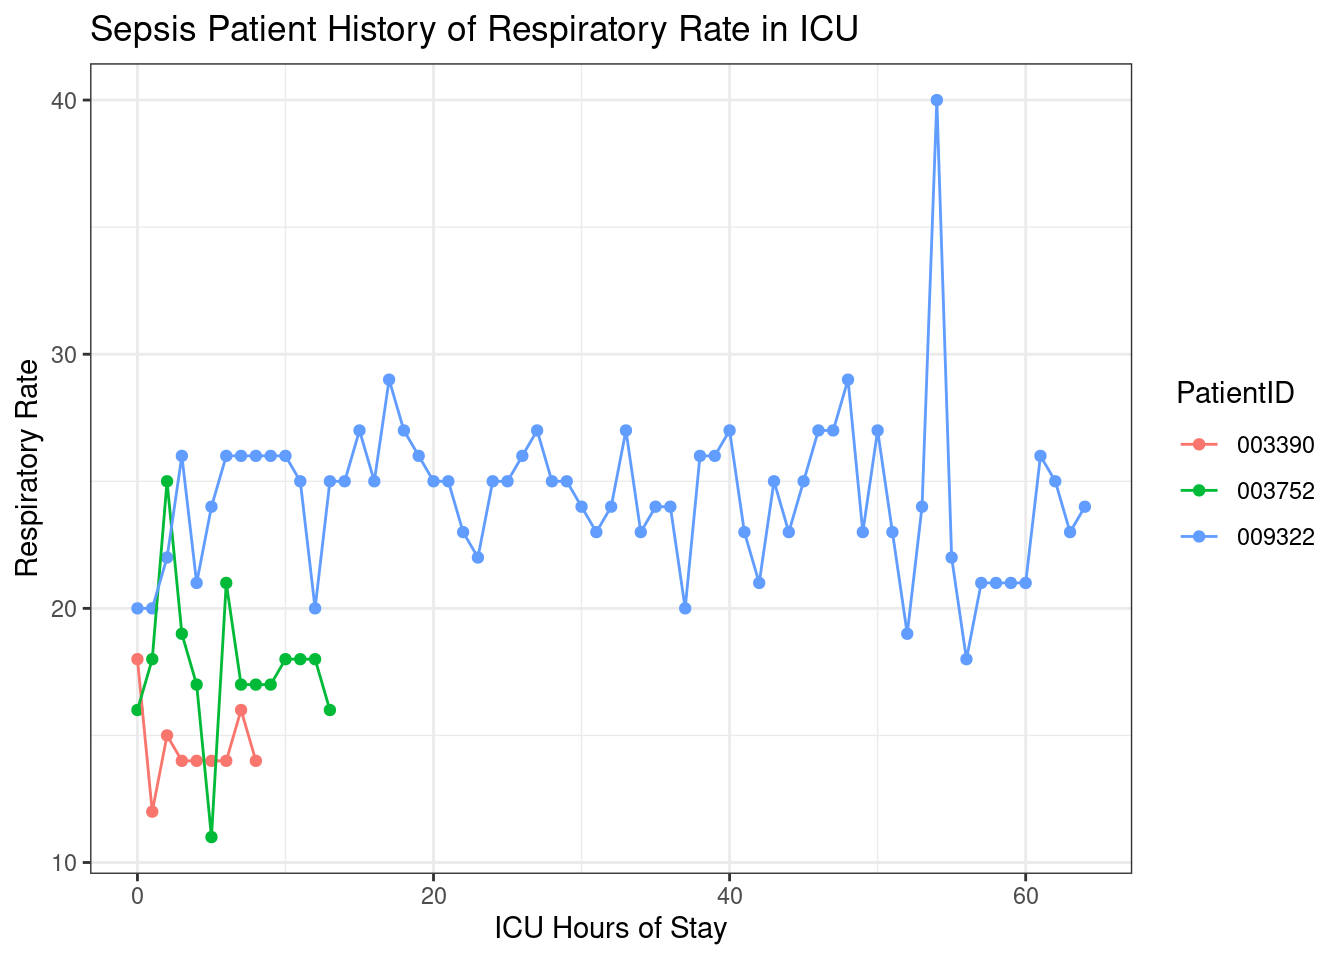 Sepsis Patient History of Respiratory Rate in ICU
40
30
20
10
Respiratory Rate
0 20 40 60
ICU Hours of Stay
PatientID
003390
003752
009322